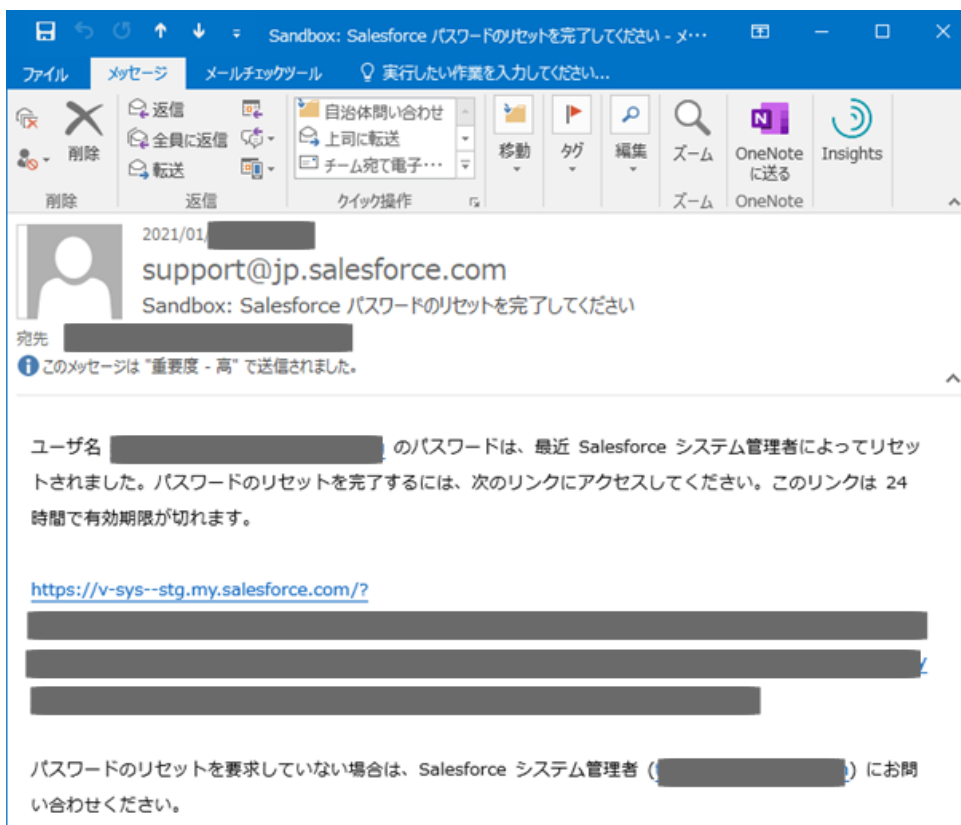 Sandbox: Salesforce パスワードのリセットを完了してください - メ…
ファイル メッセージ メールチェックツール 実行したい作業を入力してください...
返信 自治体問い合わせ
削除 全員に返信 上司に転送 移動 タグ 編集 ズーム OneNote に送る Insights
転送 チーム宛て電子…
削除 返信 クイック操作 ズーム OneNote
2021/01/
support@jp.salesforce.com
Sandbox: Salesforce パスワードのリセットを完了してください
宛先
このメッセージは "重要度 - 高" で送信されました。
ユーザ名 のパスワードは、最近 Salesforce システム管理者によってリセッ
トされました。パスワードのリセットを完了するには、次のリンクにアクセスしてください。このリンクは 24
時間で有効期限が切れます。
https://v-sys--stg.my.salesforce.com/?
パスワードのリセットを要求していない場合は、Salesforce システム管理者 ( ) にお問
い合わせください。